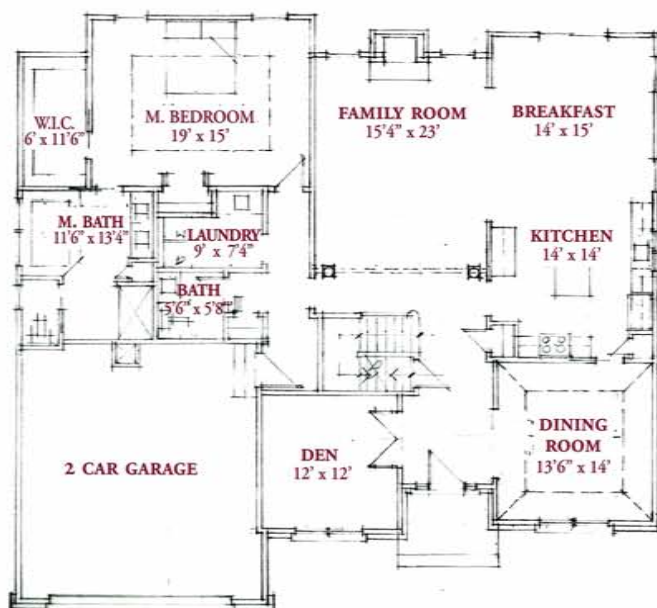 W.I.C.
6' x 11'6"
M. BEDROOM
19' x 15'
FAMILY ROOM
15'4" x 23'
BREAKFAST
14' x 15'
M. BATH
11'6" x 13'4"
LAUNDRY
9' x 7'4"
KITCHEN
14' x 14'
BATH
5'6" x 5'8"
2 CAR GARAGE
DEN
12' x 12'
DINING
ROOM
13'6" x 14'